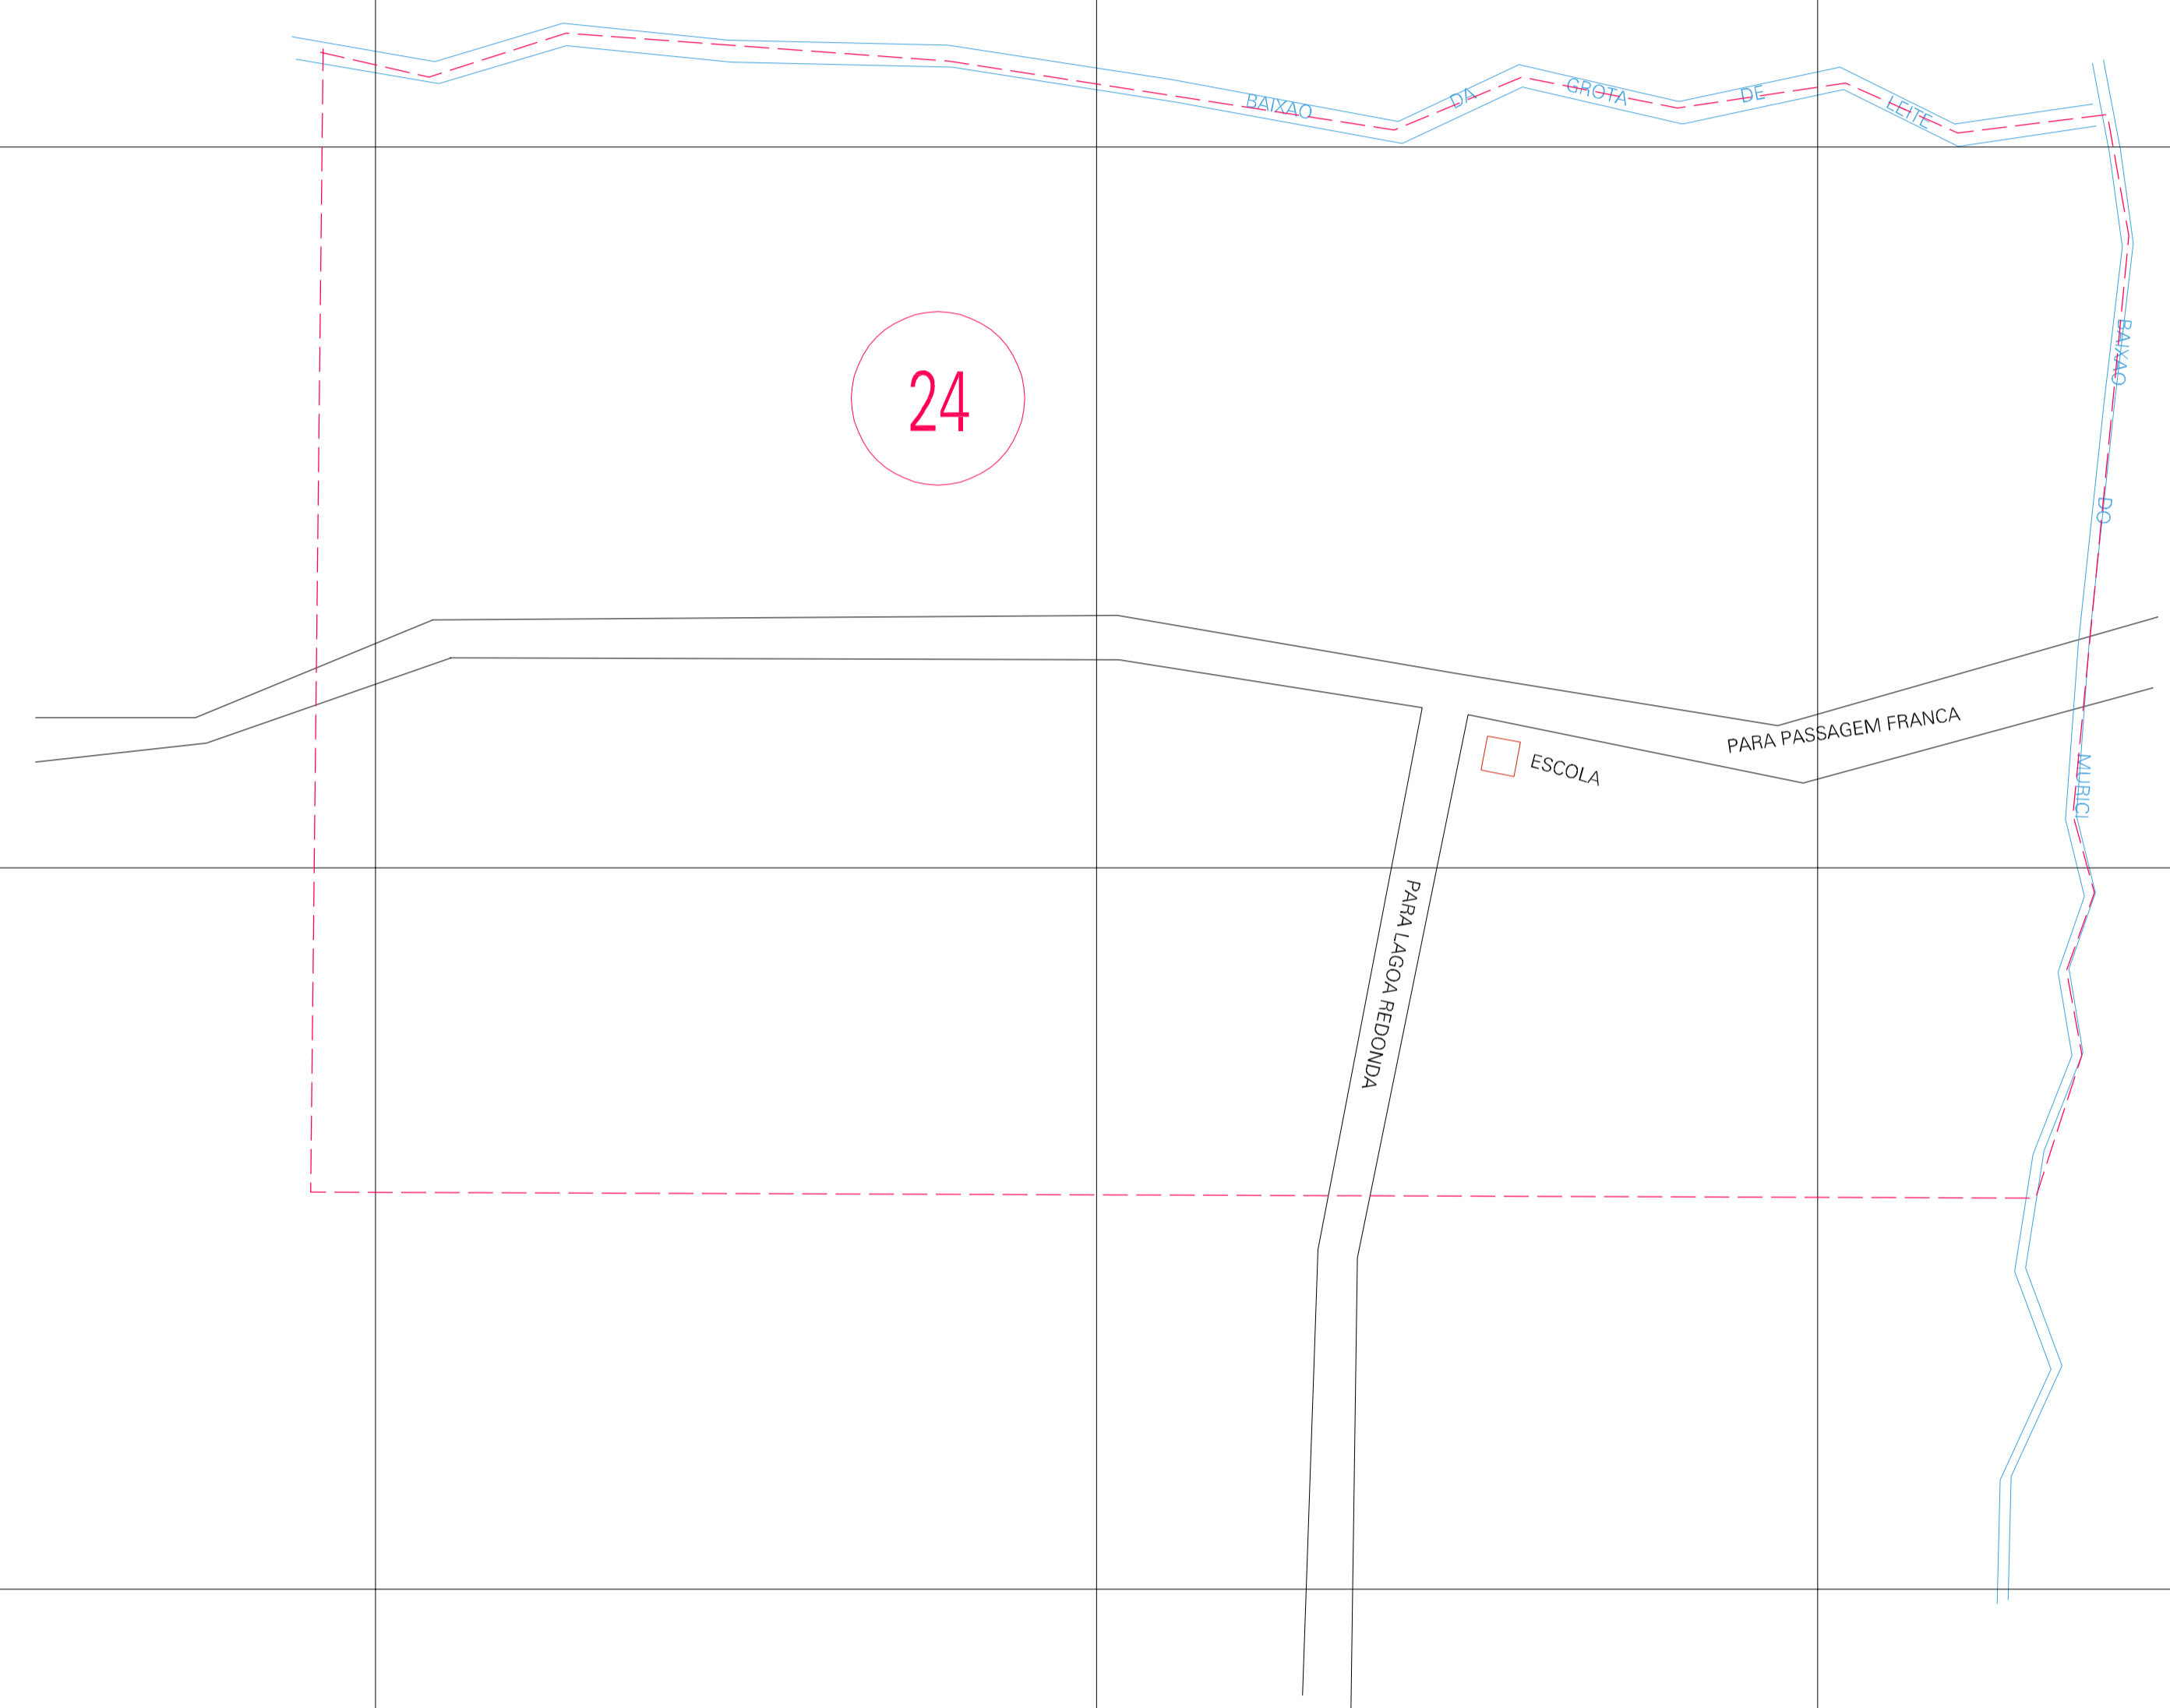 BAIXAO DA GROTA DE LEITE
24
BAIXAO DO MURICI
PARA PASSAGEM FRANCA
ESCOLA
PARA LAGOA REDONDA